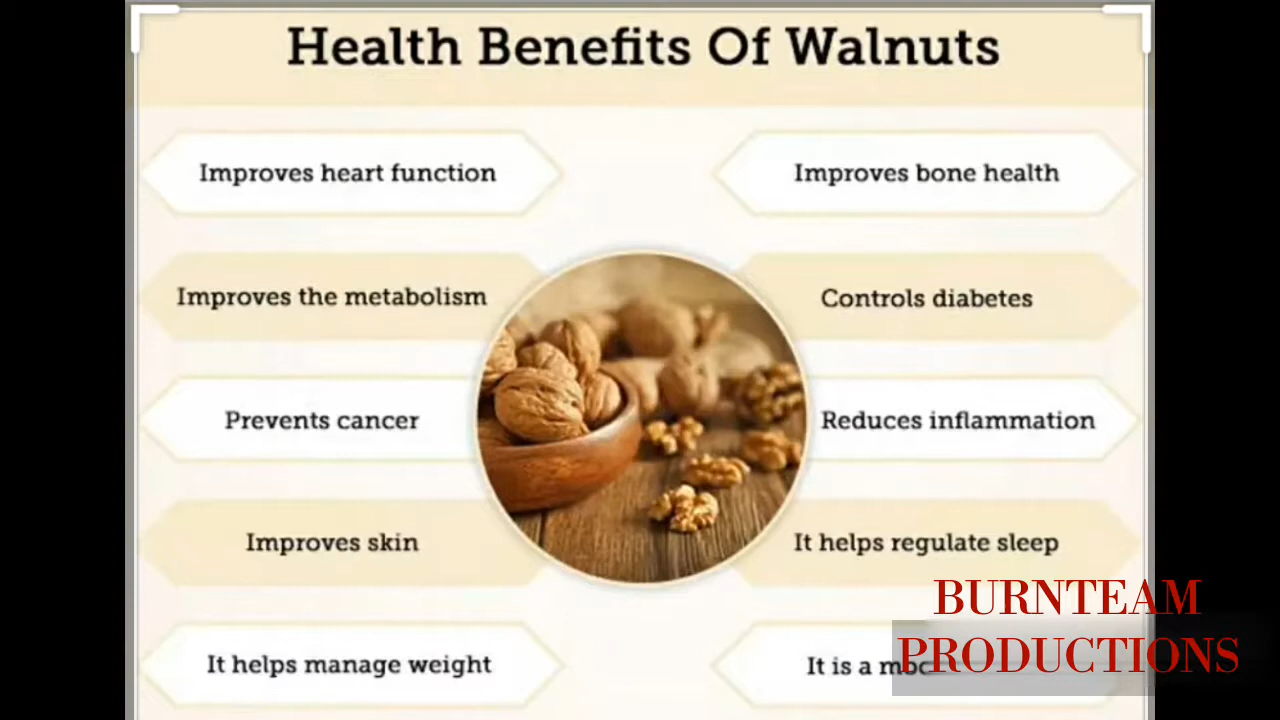 Health Benefits Of Walnuts
Improves heart function
Improves bone health
Improves the metabolism
Controls diabetes
Prevents cancer
Reduces inflammation
Improves skin
It helps regulate sleep
It helps manage weight
It is a
BURNTEAM
PRODUCTIONS